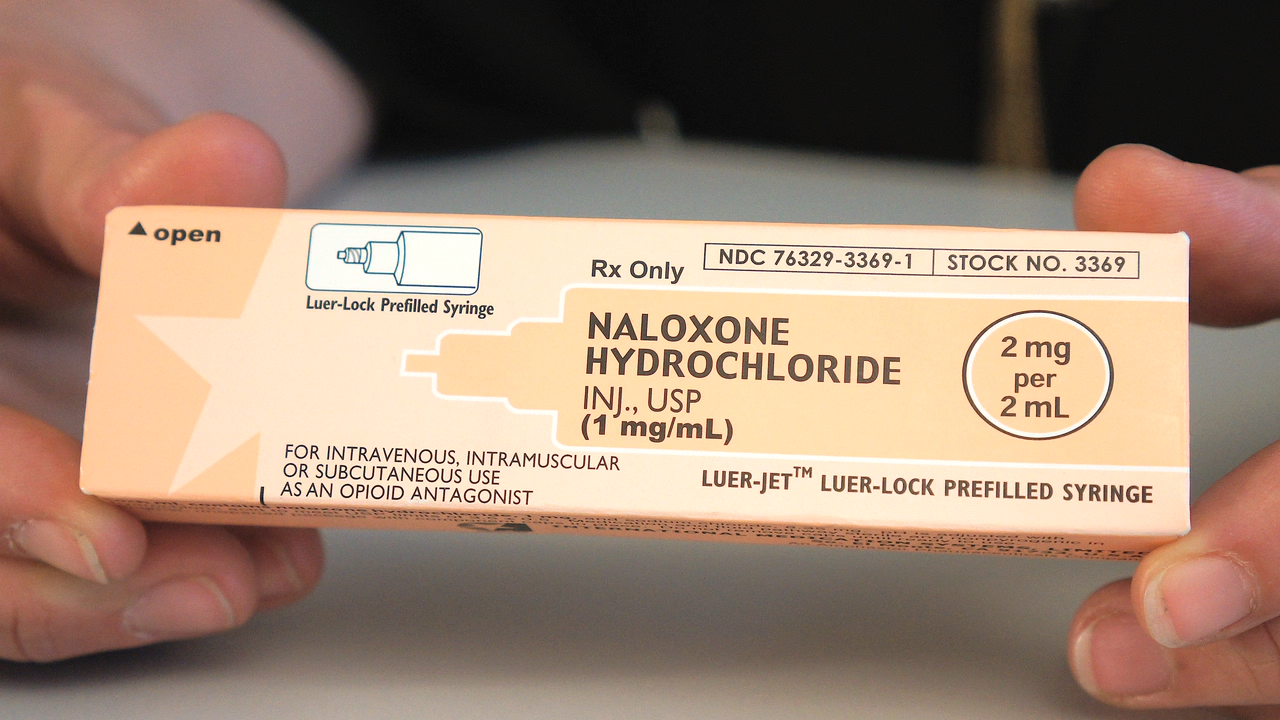 ▲ open
Luer-Lock Prefilled Syringe
Rx Only
NDC 76329-3369-1 STOCK NO. 3369
NALOXONE
HYDROCHLORIDE
INJ., USP
(1 mg/mL)
2 mg
per
2 mL
FOR INTRAVENOUS, INTRAMUSCULAR
OR SUBCUTANEOUS USE
AS AN OPIOID ANTAGONIST
LUER-JET™ LUER-LOCK PREFILLED SYRINGE